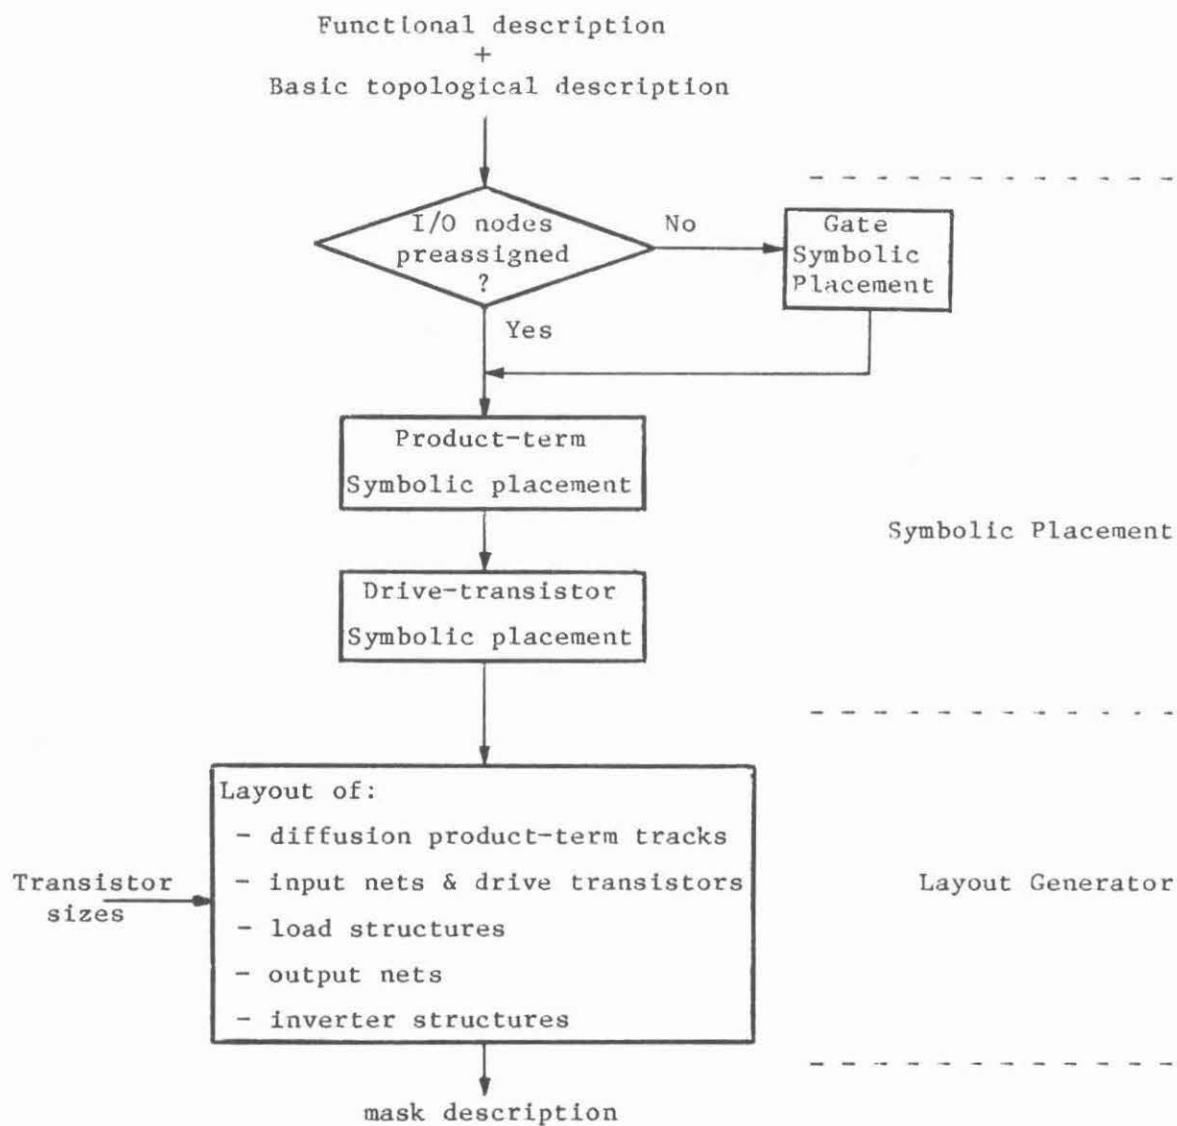 Functional description
+
Basic topological description
I/O nodes
preassigned
?
No
Gate
Symbolic
Placement
Yes
Product-term
Symbolic placement
Symbolic Placement
Drive-transistor
Symbolic placement
Layout of:
- diffusion product-term tracks
- input nets & drive transistors
- load structures
- output nets
- inverter structures
Transistor
sizes
Layout Generator
mask description